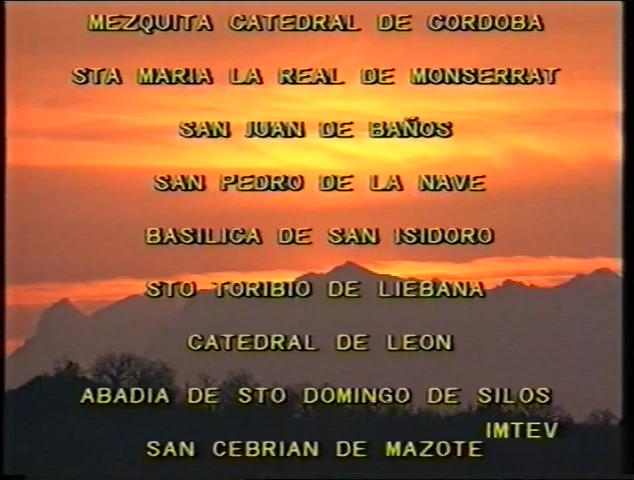 MEZQUITA CATEDRAL DE CORDOBA
STA MARIA LA REAL DE MONSERRAT
SAN JUAN DE BAÑOS
SAN PEDRO DE LA NAVE
BASILICA DE SAN ISIDORO
STO TORIBIO DE LIEBANA
CATEDRAL DE LEON
ABADIA DE STO DOMINGO DE SILOS
IMTEV
SAN CEBRIAN DE MAZOTE